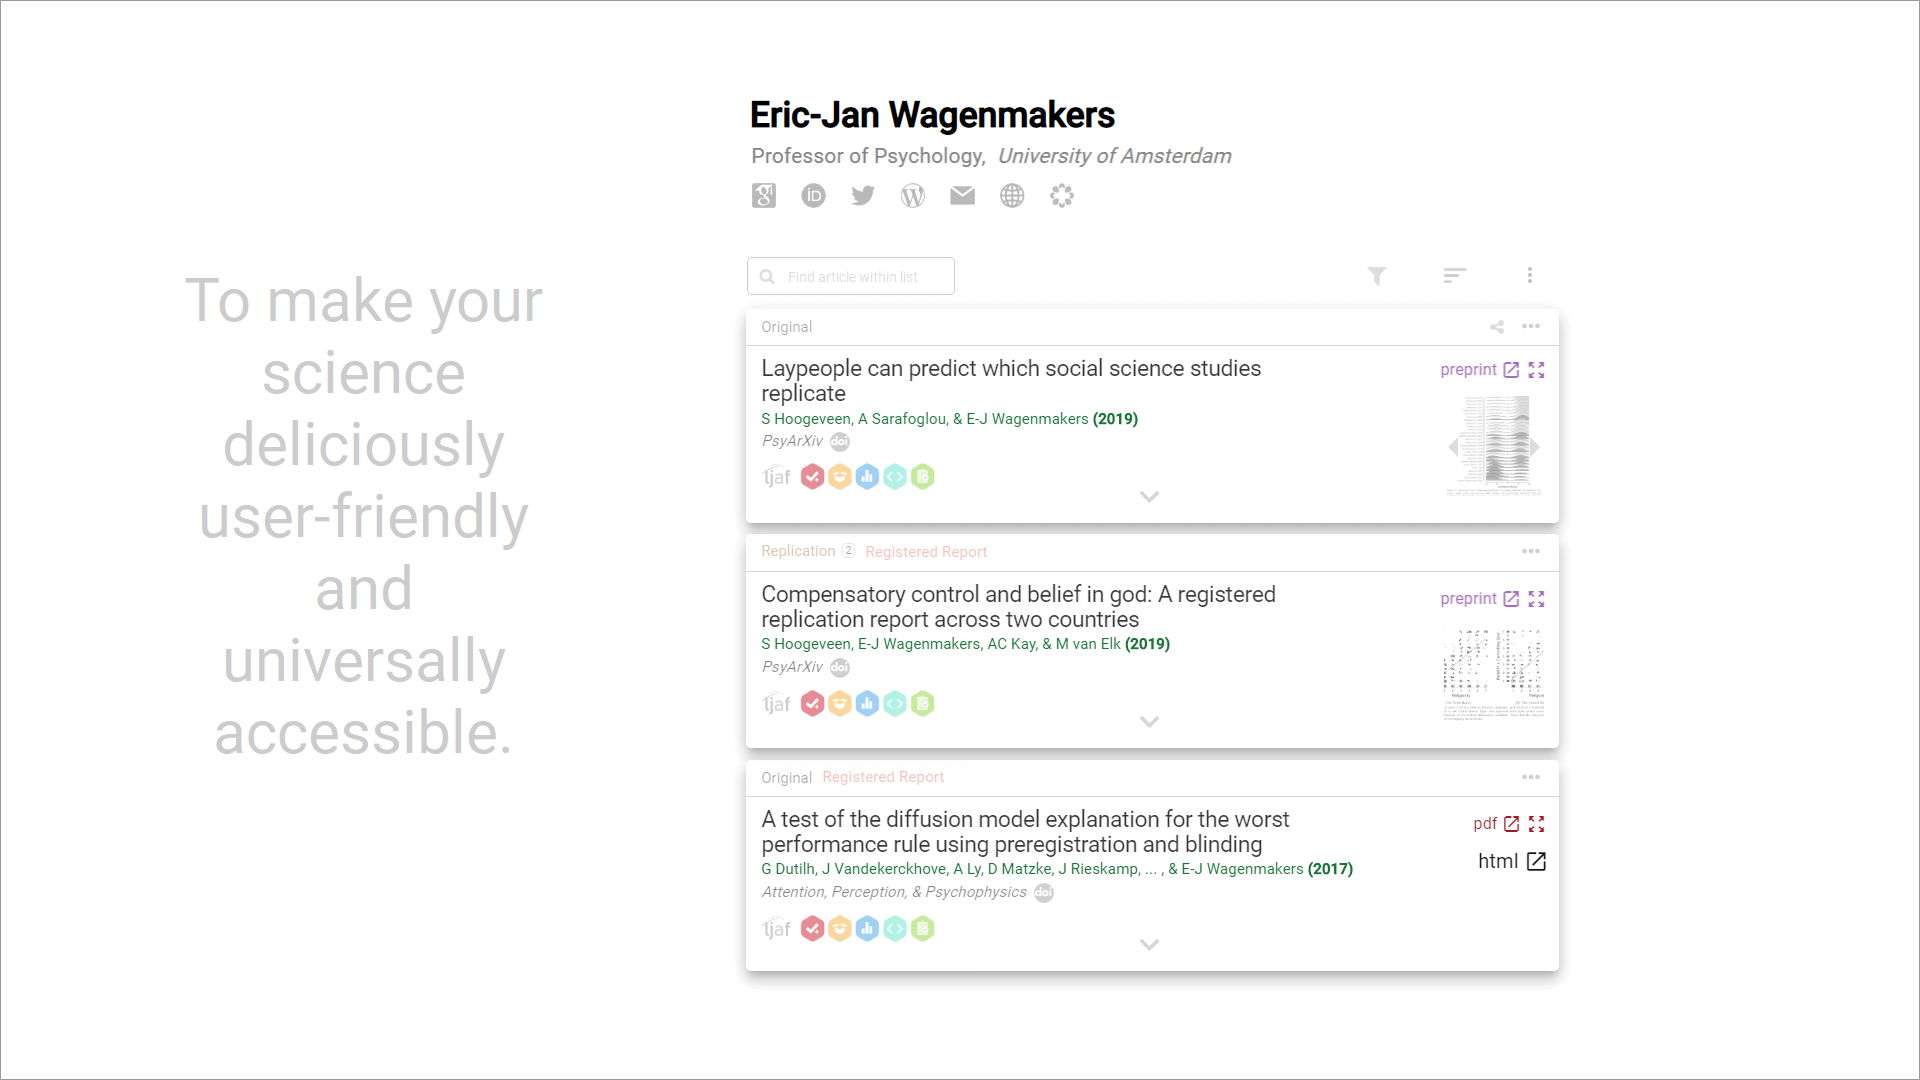 To make your
science
deliciously
user-friendly
and
universally
accessible.
Eric-Jan Wagenmakers
Professor of Psychology, University of Amsterdam
Find article within list
Original
Laypeople can predict which social science studies
replicate
preprint
S Hoogeveen, A Sarafoglou, & E-J Wagenmakers (2019)
PsyArXiv doi
tjaf
Replication 2 Registered Report
Compensatory control and belief in god: A registered
replication report across two countries
preprint
S Hoogeveen, E-J Wagenmakers, AC Kay, & M van Elk (2019)
PsyArXiv doi
tjaf
Original Registered Report
A test of the diffusion model explanation for the worst
performance rule using preregistration and blinding
pdf
html
G Dutilh, J Vandekerckhove, A Ly, D Matzke, J Rieskamp, ... , & E-J Wagenmakers (2017)
Attention, Perception, & Psychophysics doi
tjaf